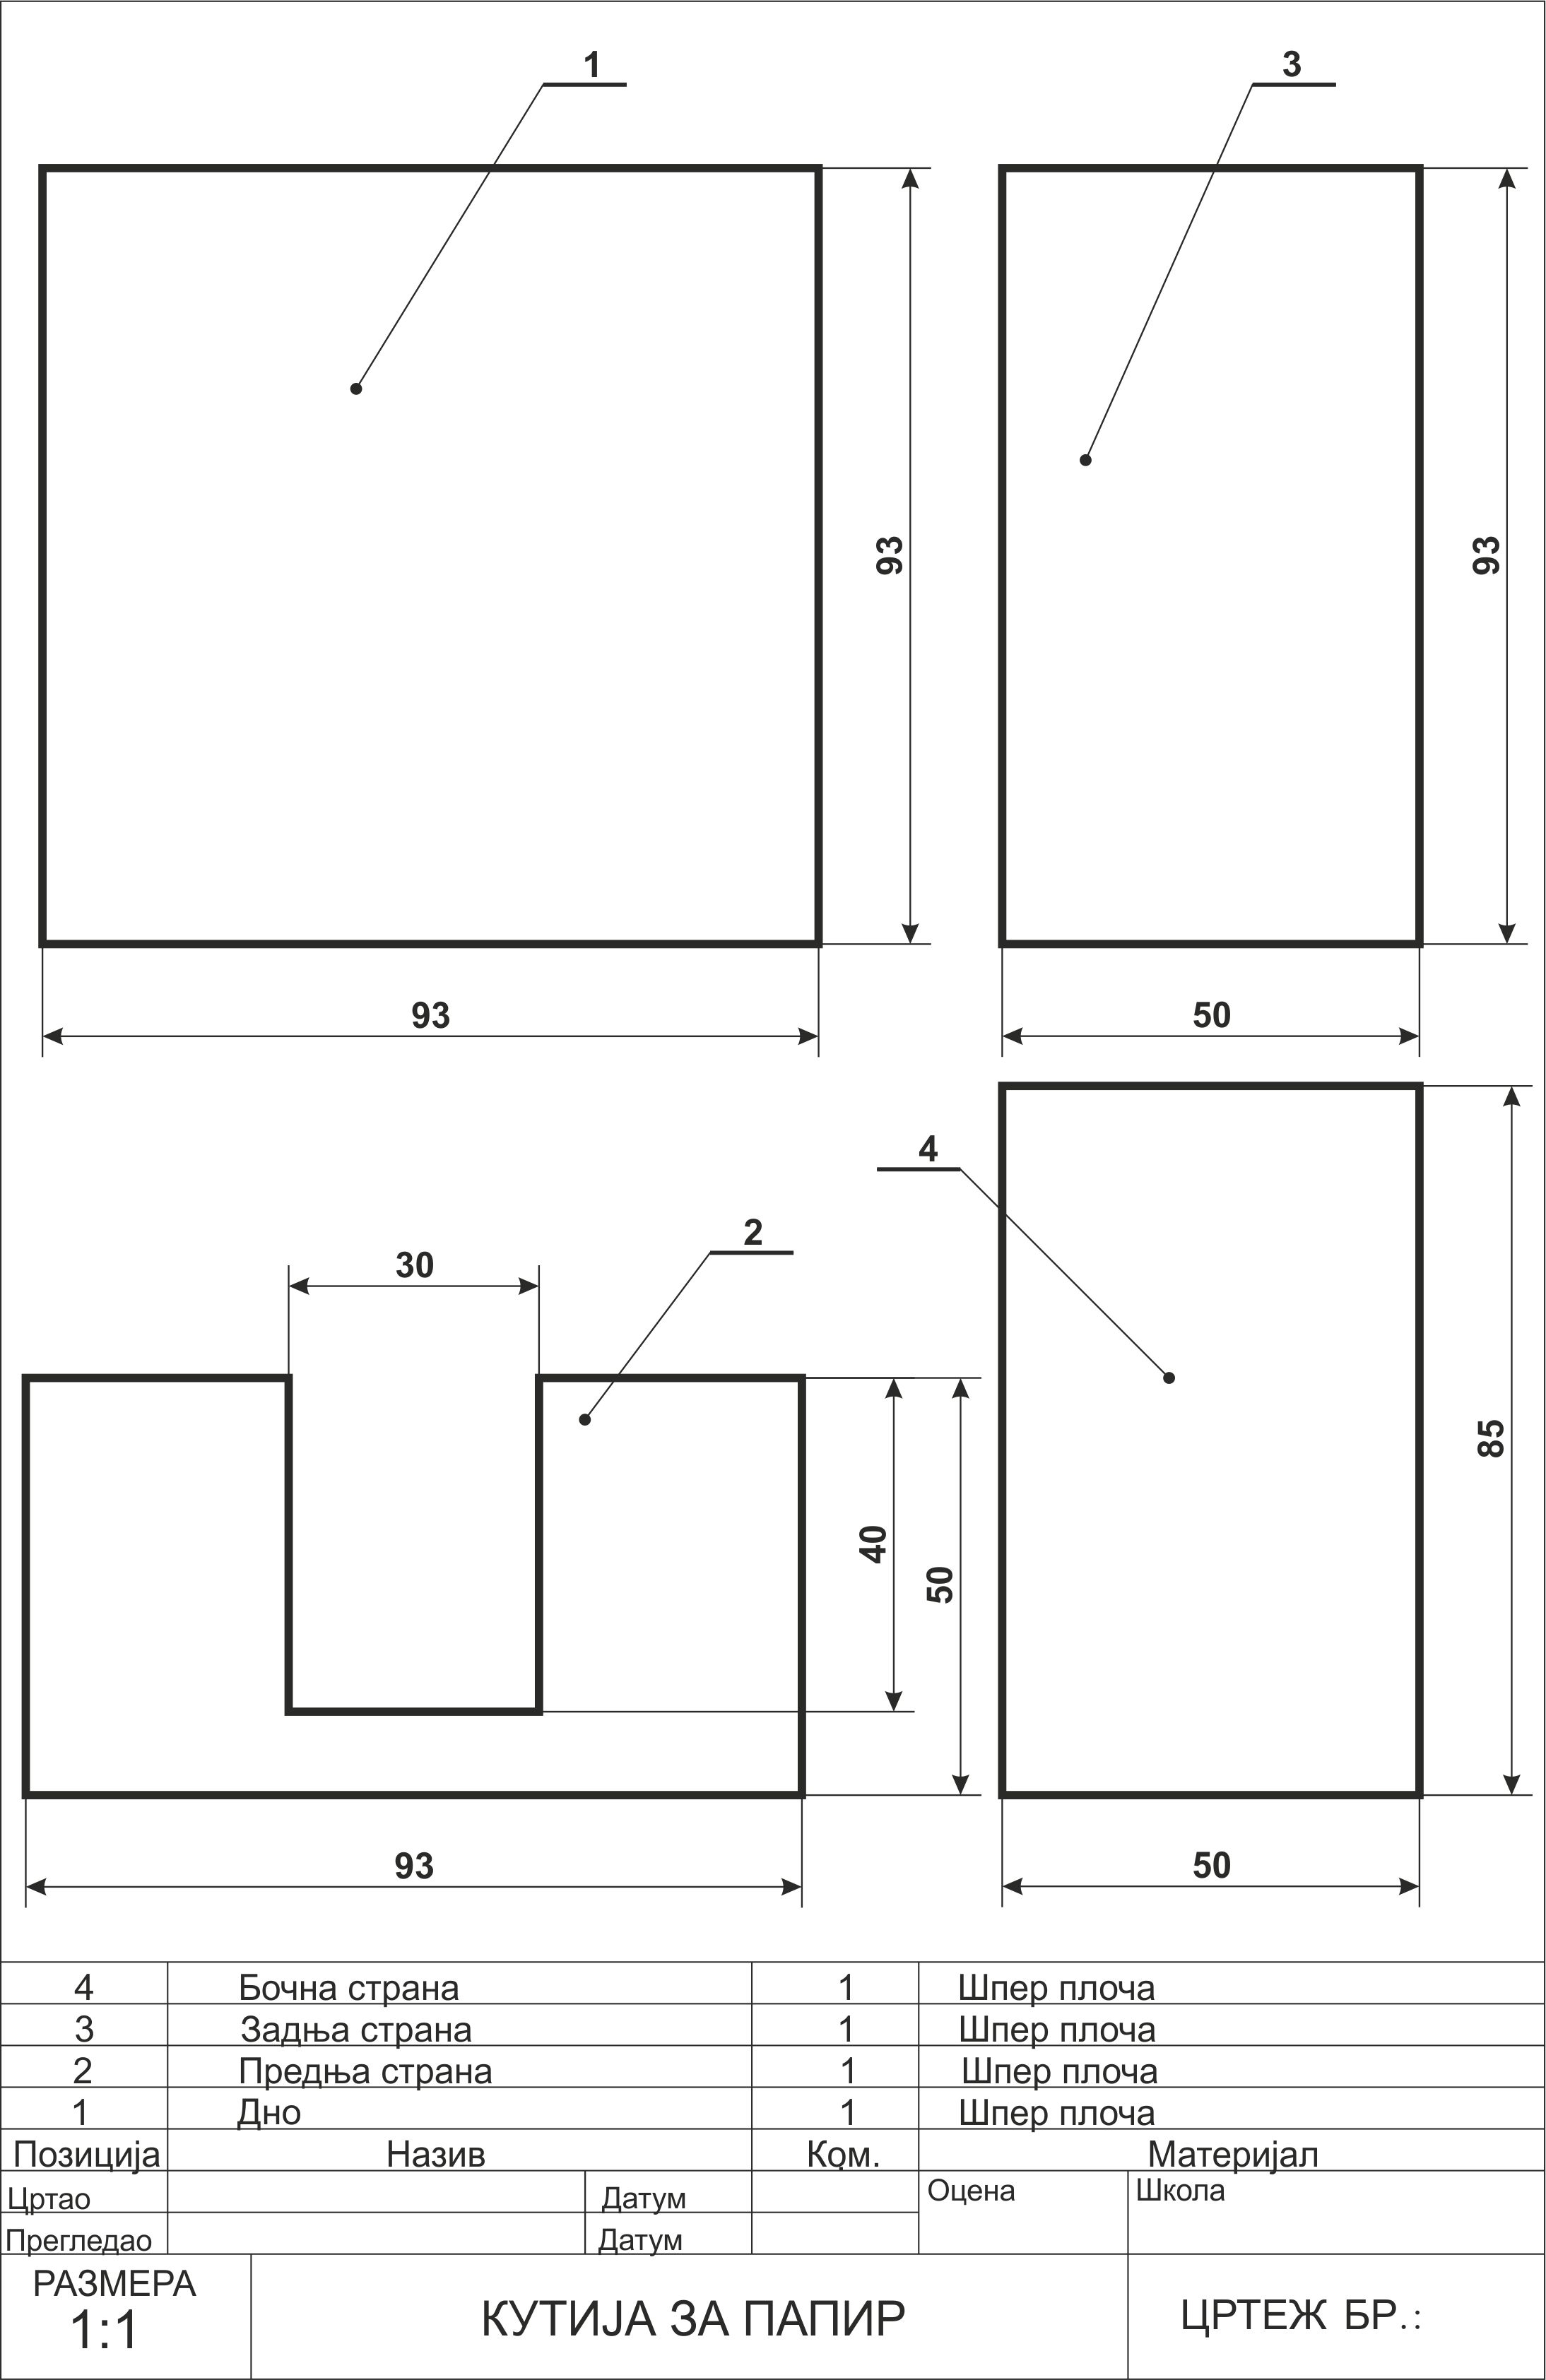 1
3
93
93
93
50
4
2
30
85
40
50
93
50
4 Бочна страна 1 Шпер плоча
3 Задња страна 1 Шпер плоча
2 Предња страна 1 Шпер плоча
1 Дно 1 Шпер плоча
Позиција Назив Ком. Материјал
Цртао Датум Оцена Школа
Прегледао Датум
РАЗМЕРА
1:1
КУТИЈА ЗА ПАПИР
ЦРТЕЖ БР.: